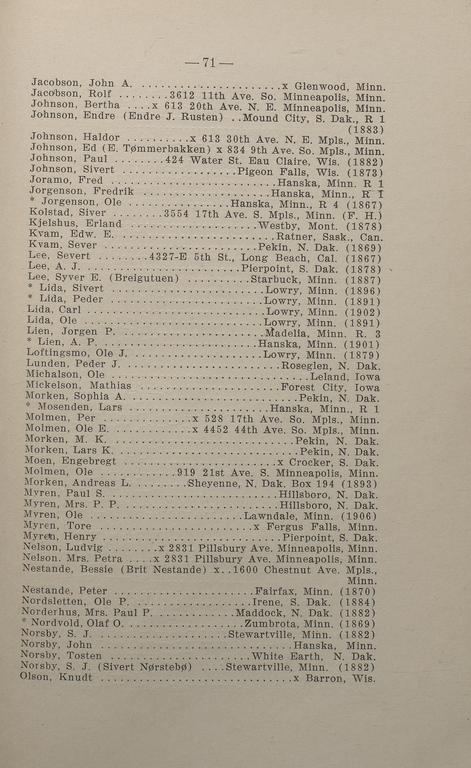 — 71 —
Jacobson, John A. ......................x Glenwood, Minn.
Jacobson, Rolf ........3612 11th Ave. So. Minneapolis, Minn.
Johnson, Bertha ....x 613 20th Ave. N. E. Minneapolis, Minn.
Johnson, Endre (Endre J. Rusten) ..Mound City, S. Dak., R 1
(1883)
Johnson, Haldor ..........x 613 30th Ave. N. E. Mpls., Minn.
Johnson, Ed (E. Tømmerbakken) x 834 9th Ave. So. Mpls., Minn.
Johnson, Paul ........424 Water St. Eau Claire, Wis. (1882)
Johnson, Sivert ..................Pigeon Falls, Wis. (1873)
Joramo, Fred ..........................Hanska, Minn. R 1
Jorgenson, Fredrik ......................Hanska, Minn., R 1
* Jorgenson, Ole .................Hanska, Minn., R 4 (1867)
Kolstad, Siver ........3554 17th Ave. S. Mpls., Minn. (F. H.)
Kjelshus, Erland .....................Westby, Mont. (1878)
Kvam, Edw. E. ...........................Ratner, Sask., Can.
Kvam, Sever .........................Pekin, N. Dak. (1869)
Lee, Severt ........4327-E 5th St., Long Beach, Cal. (1867)
Lee, A. J. ........................Pierpont, S. Dak. (1878)
Lee, Syver E. (Breigutuen) ..........Starbuck, Minn. (1887)
* Lida, Sivert ........................Lowry, Minn. (1896)
* Lida, Peder ........................Lowry, Minn. (1891)
Lida, Carl ............................Lowry, Minn. (1902)
Lida, Ole .............................Lowry, Minn. (1891)
Lien, Jorgen P. ........................Madelia, Minn. R. 3
* Lien, A. P. .........................Hanska, Minn. (1901)
Loftingsmo, Ole J. .....................Lowry, Minn. (1879)
Lunden, Peder J. .........................Roseglen, N. Dak.
Michalson, Ole ...............................Leland, Iowa
Mickelson, Mathias .......................Forest City, Iowa
Morken, Sophia A. ..........................Pekin, N. Dak.
* Mosenden, Lars .......................Hanska, Minn., R 1
Molmen, Per ................x 528 17th Ave. So. Mpls., Minn.
Molmen, Ole E. ..............x 4452 44th Ave. So. Mpls., Minn.
Morken, M. K. ..............................Pekin, N. Dak.
Morken, Lars K. .............................Pekin, N. Dak.
Moen, Engebregt ..........................x Crocker, S. Dak.
Molmen, Ole ..............919 21st Ave. S. Minneapolis, Minn.
Morken, Andreas L. ........Sheyenne, N. Dak. Box 194 (1893)
Myren, Paul S. ...........................Hillsboro, N. Dak.
Myren, Mrs. P. P. ........................Hillsboro, N. Dak.
Myren, Ole ........................Lawndale, Minn. (1906)
Myren, Tore ..........................x Fergus Falls, Minn.
Myren, Henry ...........................Pierpoint, S. Dak.
Nelson, Ludvig ........x 2831 Pillsbury Ave. Minneapolis, Minn.
Nelson. Mrs. Petra ....x 2831 Pillsbury Ave. Minneapolis, Minn.
Nestande, Bessie (Brit Nestande) x..1600 Chestnut Ave. Mpls.,
Minn.
Nestande, Peter .....................Fairfax, Minn. (1870)
Nordsletten, Ole P. ..................Irene, S. Dak. (1884)
Norderhus, Mrs. Paul P. ............Maddock, N. Dak. (1882)
* Nordvold, Olaf O. .................Zumbrota, Minn. (1869)
Norsby, S. J. .....................Stewartville, Minn. (1882)
Norsby, John .............................Hanska, Minn.
Norsby, Tosten .......................White Earth, N. Dak.
Norsby, S. J. (Sivert Nørstebø) ....Stewartville, Minn. (1882)
Olson, Knudt ............................x Barron, Wis.